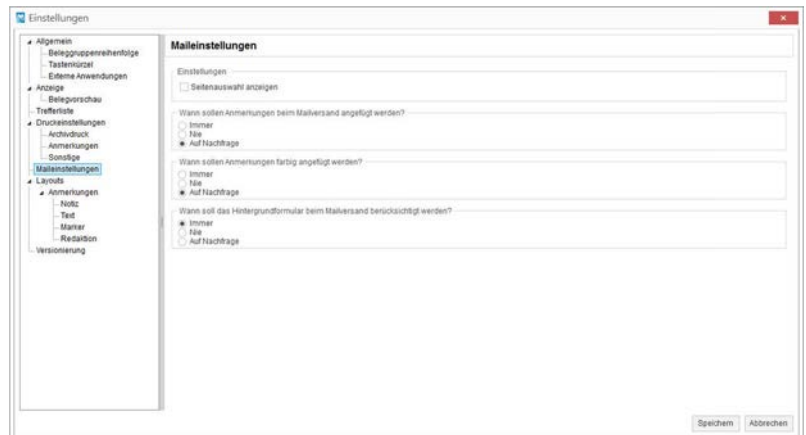 Einstellungen
Allgemein
Beleggruppenreihenfolge
Tastenkürzel
Externe Anwendungen
Anzeige
Belegvorschau
Trefferliste
Druckeinstellungen
Archivdruck
Anmerkungen
Sonstige
Maileinstellungen
Layouts
Anmerkungen
Notiz
Text
Marker
Redaktion
Versionierung
Maileinstellungen
Einstellungen
Seitenauswahl anzeigen
Wann sollen Anmerkungen beim Mailversand angefügt werden?
Immer
Nie
Auf Nachfrage
Wann sollen Anmerkungen farbig angefügt werden?
Immer
Nie
Auf Nachfrage
Wann soll das Hintergrundformular beim Mailversand berücksichtigt werden?
Immer
Nie
Auf Nachfrage
Speichern Abbrechen